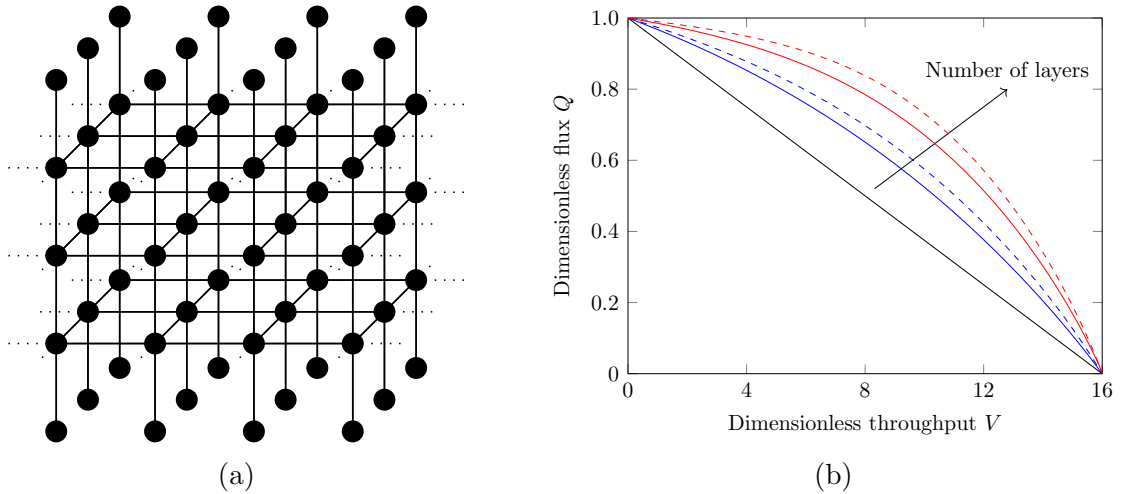 Number of layers
Dimensionless flux Q
1.0
0.8
0.6
0.4
0.2
0
0 4 8 12 16
Dimensionless throughput V
(a) (b)